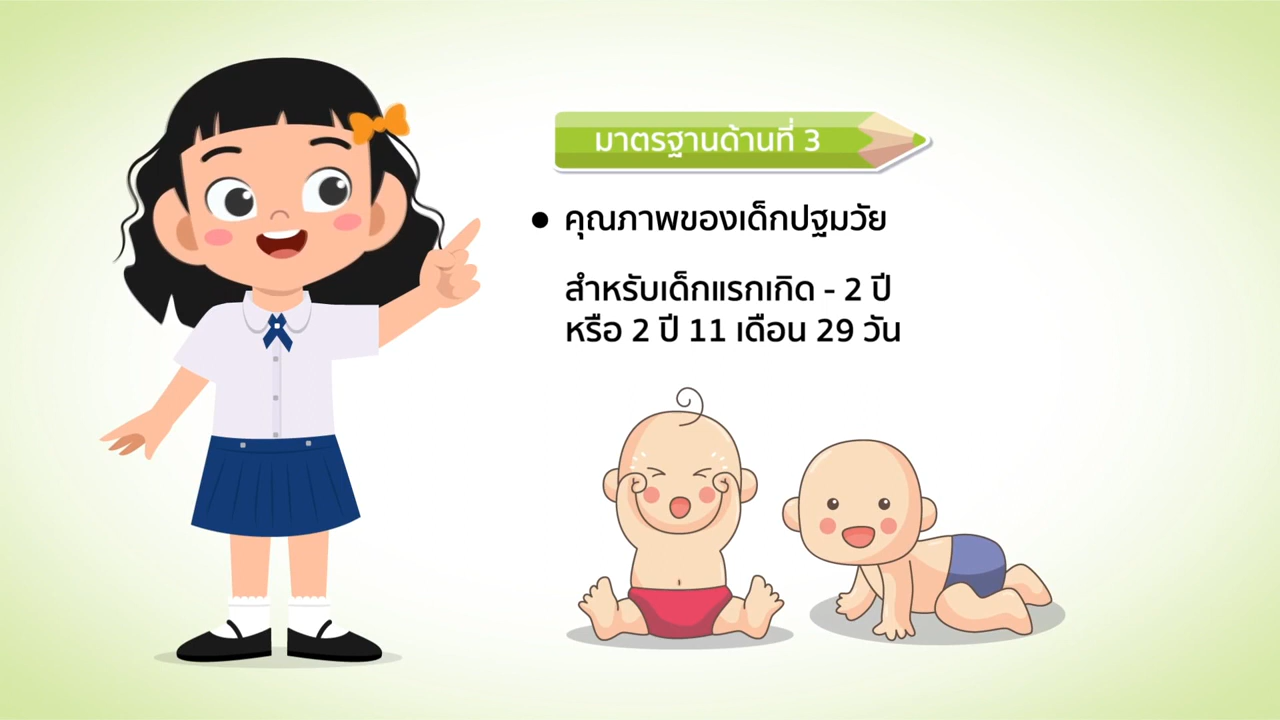 มาตรฐานด้านที่ 3
● คุณภาพของเด็กปฐมวัย
สำหรับเด็กแรกเกิด - 2 ปี
หรือ 2 ปี 11 เดือน 29 วัน